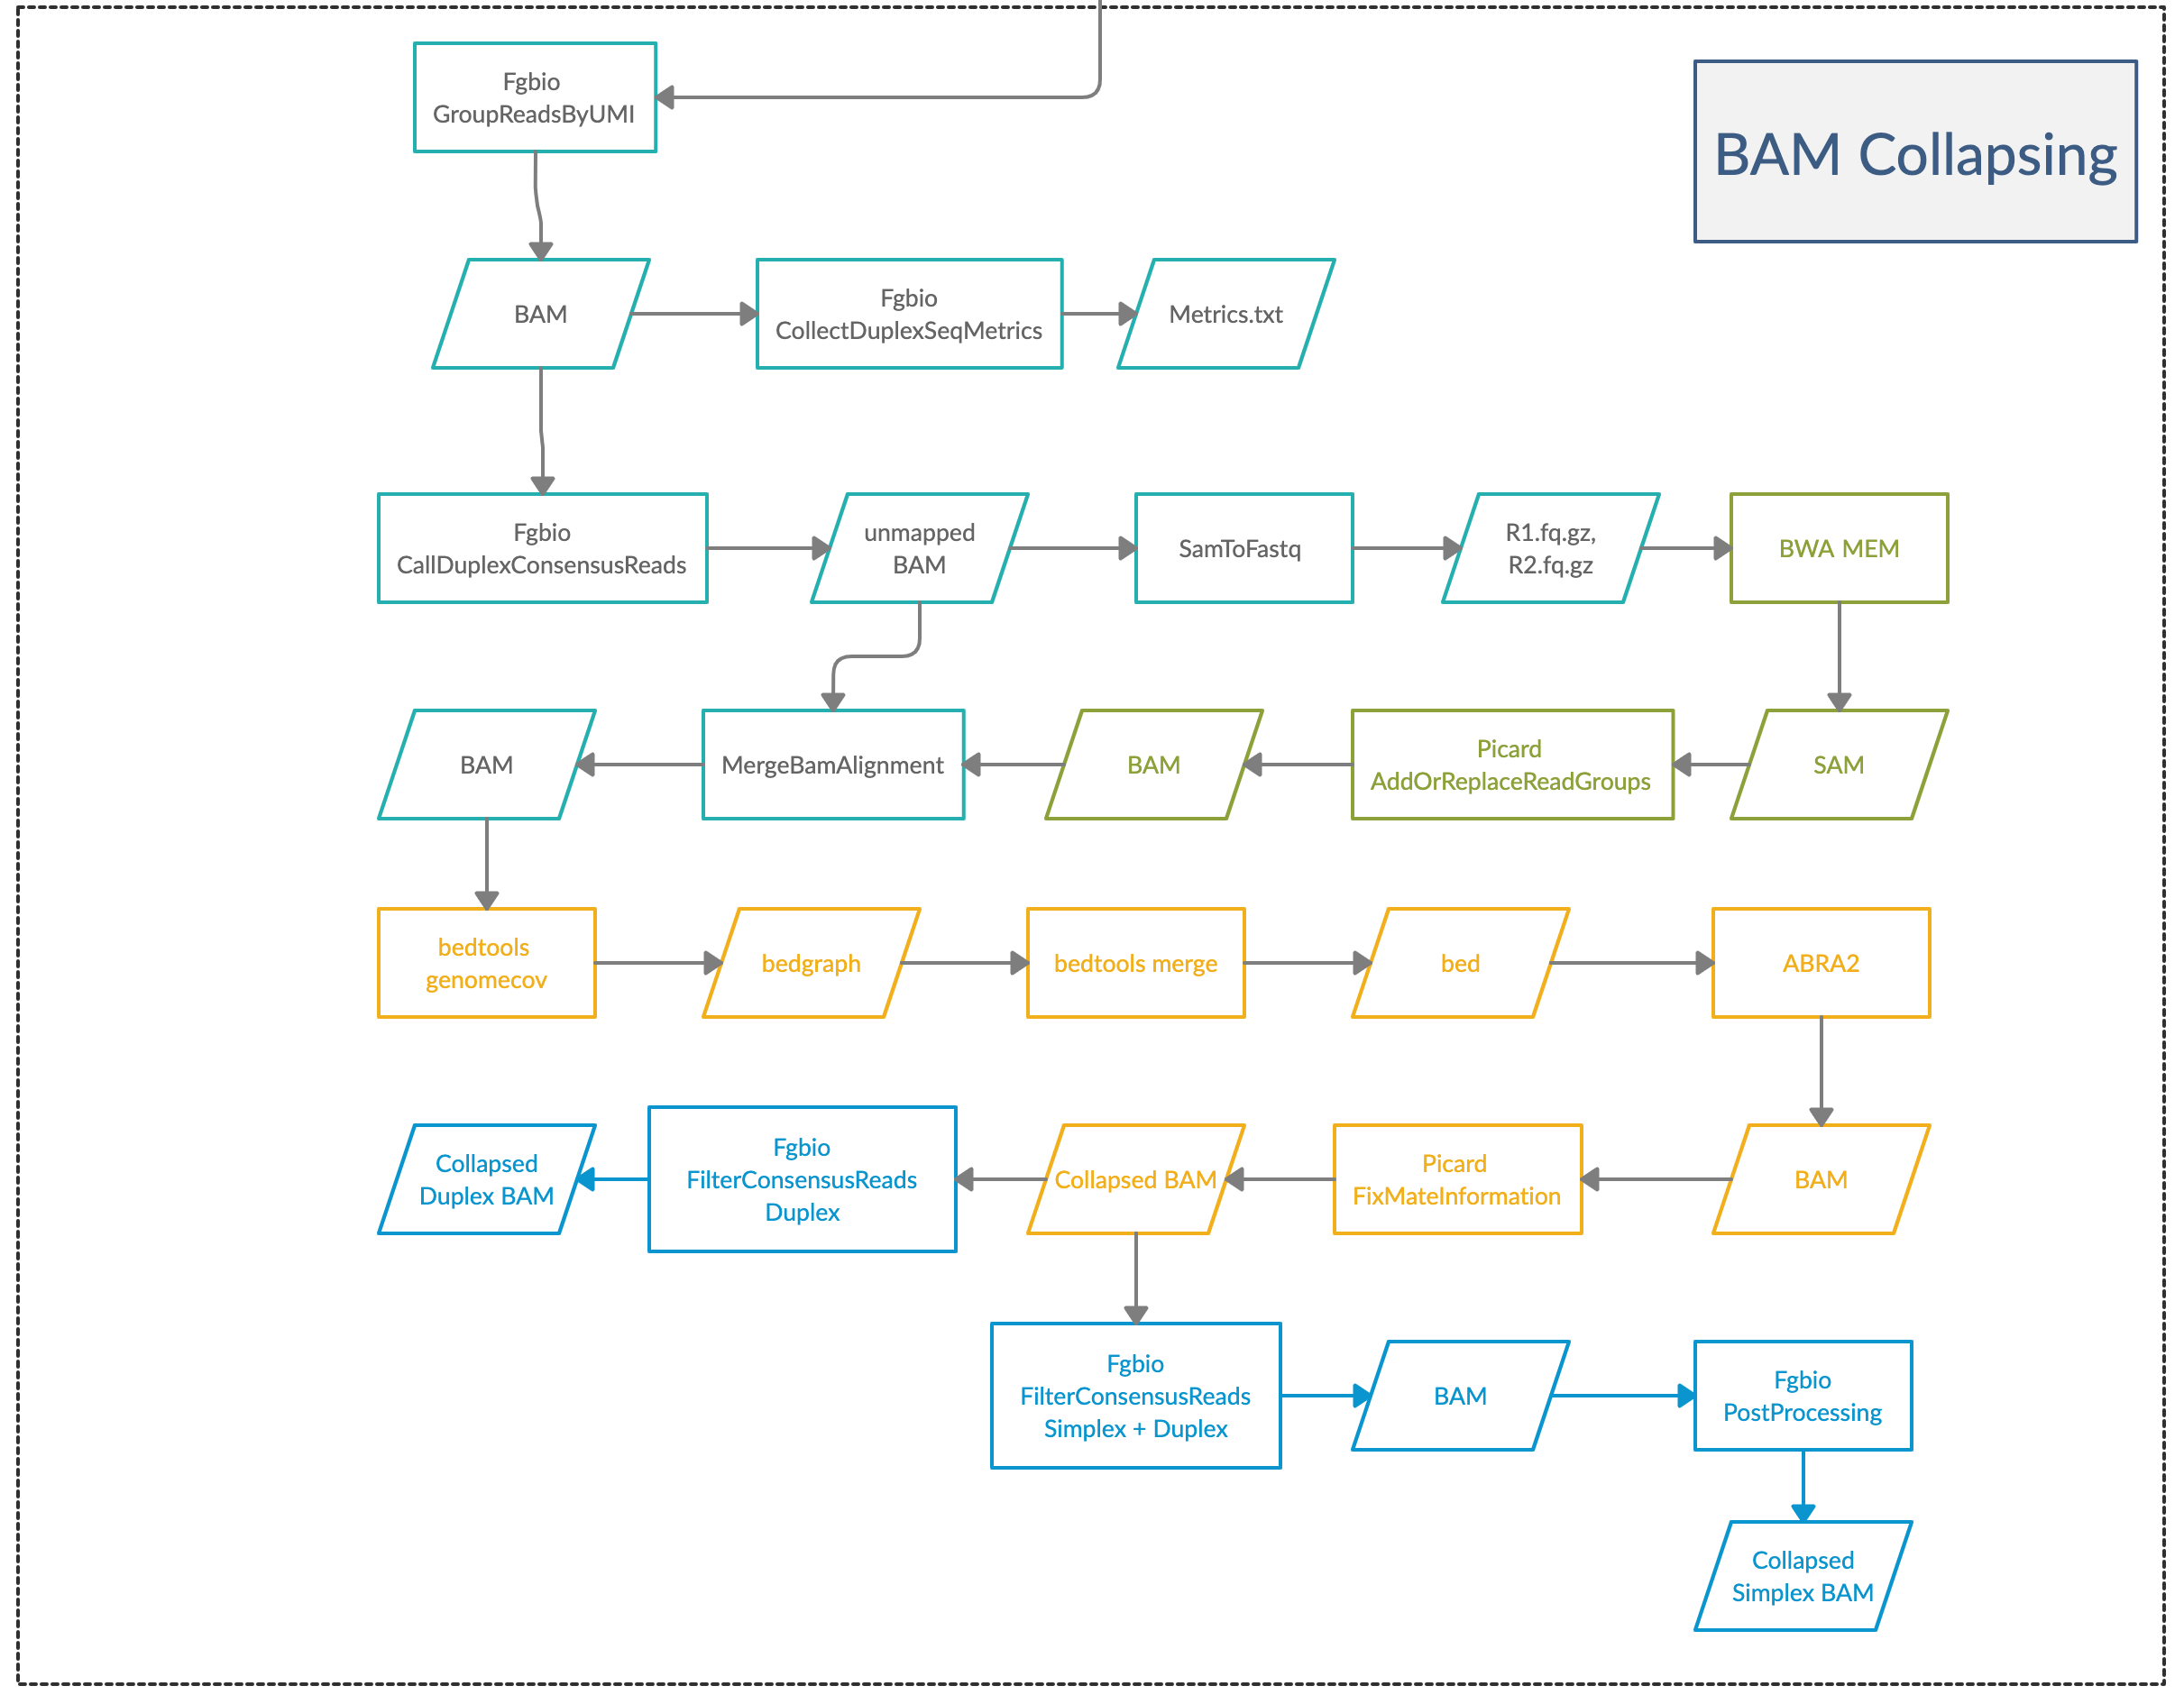 BAM Collapsing
Fgbio
GroupReadsByUMI
BAM
Fgbio
CollectDuplexSeqMetrics
Metrics.txt
Fgbio
CallDuplexConsensusReads
unmapped
BAM
SamToFastq
R1.fq.gz,
R2.fq.gz
BWA MEM
SAM
Picard
AddOrReplaceReadGroups
BAM
MergeBamAlignment
BAM
bedtools
genomecov
bedgraph
bedtools merge
bed
ABRA2
BAM
Picard
FixMateInformation
Collapsed BAM
Fgbio
FilterConsensusReads
Duplex
Collapsed
Duplex BAM
Fgbio
FilterConsensusReads
Simplex + Duplex
BAM
Fgbio
PostProcessing
Collapsed
Simplex BAM